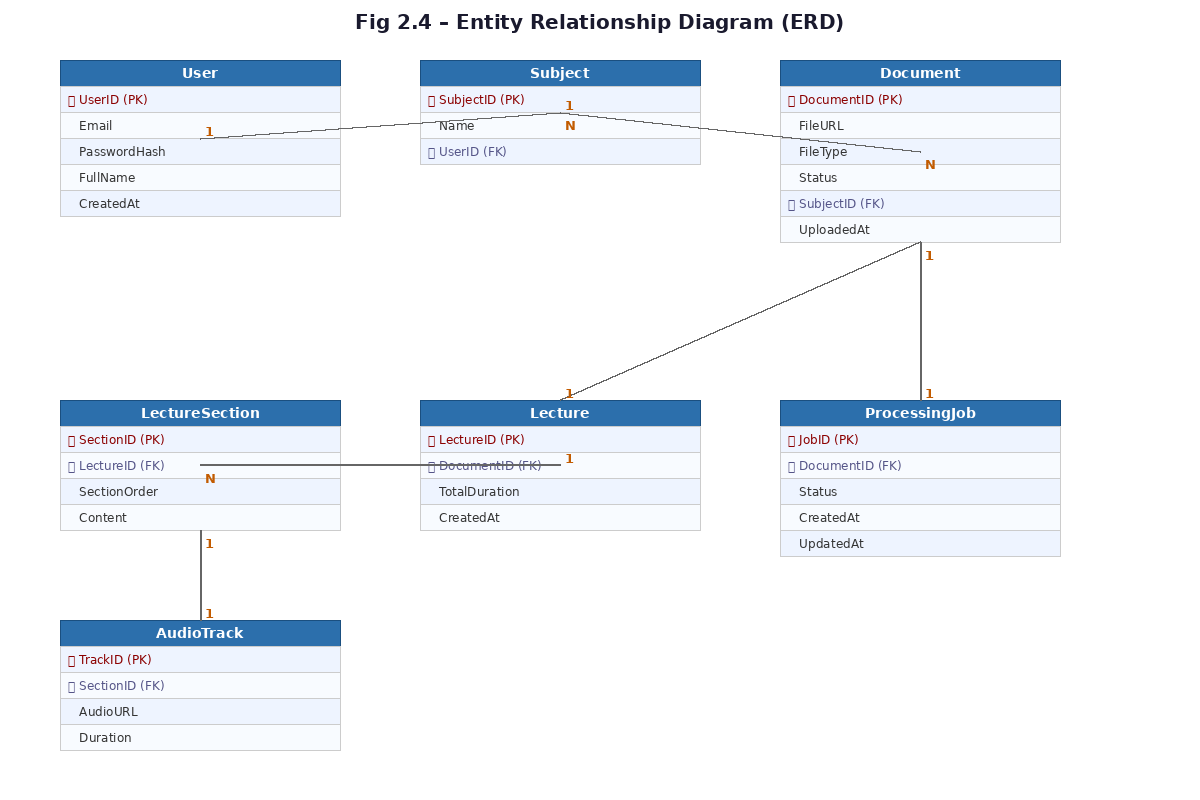 Fig 2.4 – Entity Relationship Diagram (ERD)
User
UserID (PK)
Email
PasswordHash
FullName
CreatedAt
1
Subject
SubjectID (PK)
Name
UserID (FK)
1
N
Document
DocumentID (PK)
FileURL
FileType
Status
SubjectID (FK)
UploadedAt
N
1
1
1
LectureSection
SectionID (PK)
LectureID (FK)
SectionOrder
Content
N
1
Lecture
LectureID (PK)
DocumentID (FK)
TotalDuration
CreatedAt
1
ProcessingJob
JobID (PK)
DocumentID (FK)
Status
CreatedAt
UpdatedAt
1
AudioTrack
TrackID (PK)
SectionID (FK)
AudioURL
Duration